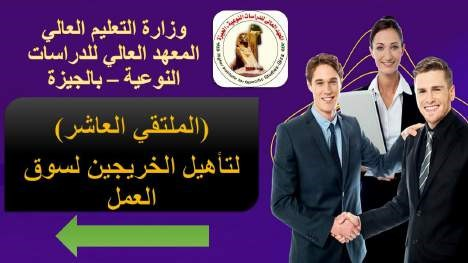 وزارة التعليم العالي
المعهد العالي للدراسات
النوعية – بالجيزة
(الملتقي العاشر)
لتأهيل الخريجين لسوق
العمل